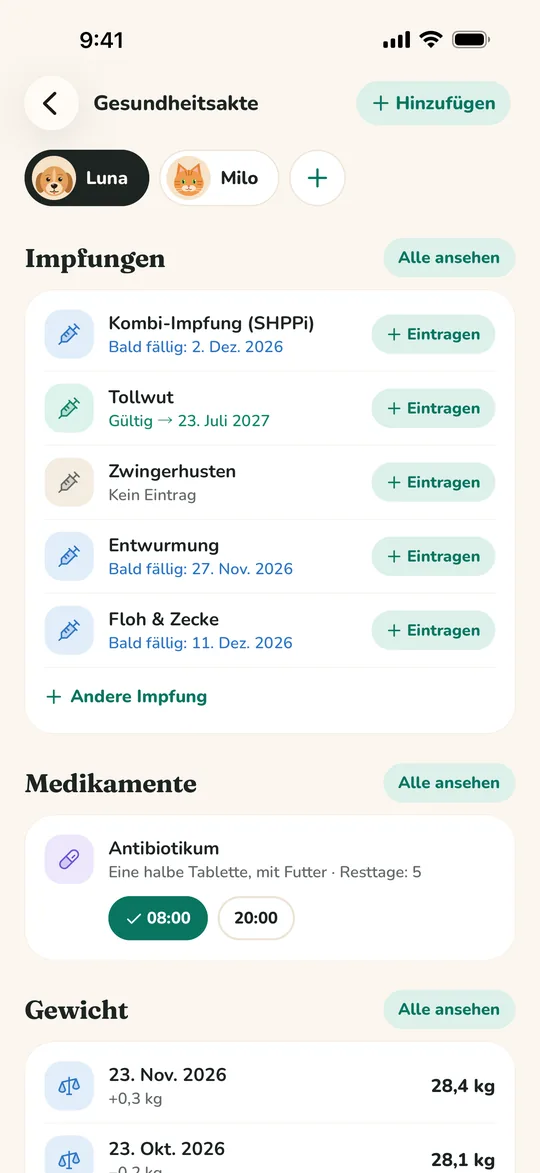 9:41
Gesundheitsakte
+ Hinzufügen
Luna
Milo
Impfungen
Alle ansehen
Kombi-Impfung (SHPPi)
Bald fällig: 2. Dez. 2026
+ Eintragen
Tollwut
Gültig → 23. Juli 2027
+ Eintragen
Zwingerhusten
Kein Eintrag
+ Eintragen
Entwurmung
Bald fällig: 27. Nov. 2026
+ Eintragen
Floh & Zecke
Bald fällig: 11. Dez. 2026
+ Eintragen
+ Andere Impfung
Medikamente
Alle ansehen
Antibiotikum
Eine halbe Tablette, mit Futter · Resttage: 5
✓ 08:00
20:00
Gewicht
Alle ansehen
23. Nov. 2026
+0,3 kg
28,4 kg
23. Okt. 2026
−0,2 kg
28,1 kg